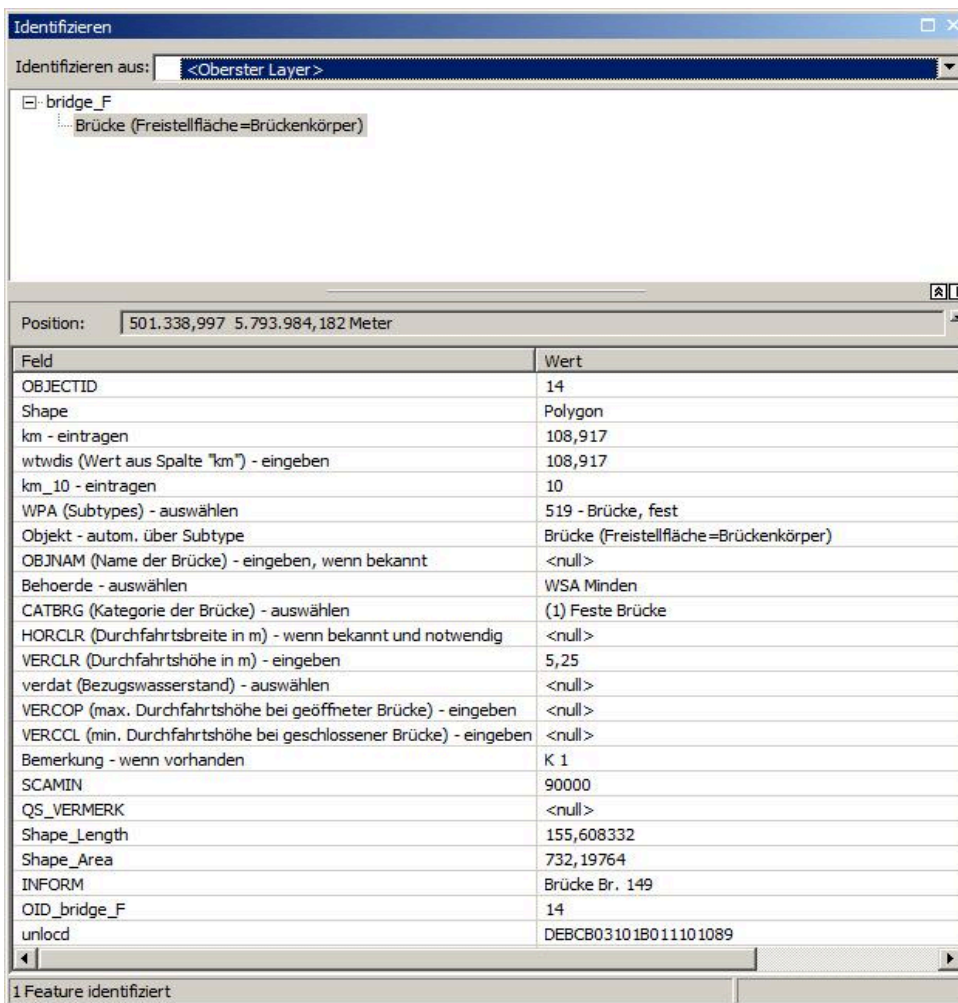 Identifizieren
Identifizieren aus: <Oberster Layer>
bridge_F
Brücke (Freistellfläche=Brückenkörper)
Position: 501.338,997 5.793.984,182 Meter
Feld Wert
OBJECTID 14
Shape Polygon
km - eintragen 108,917
wtwdis (Wert aus Spalte "km") - eingeben 108,917
km_10 - eintragen 10
WPA (Subtypes) - auswählen 519 - Brücke, fest
Objekt - autom. über Subtype Brücke (Freistellfläche=Brückenkörper)
OBJNAM (Name der Brücke) - eingeben, wenn bekannt <null>
Behoerde - auswählen WSA Minden
CATBRG (Kategorie der Brücke) - auswählen (1) Feste Brücke
HORCLR (Durchfahrtsbreite in m) - wenn bekannt und notwendig <null>
VERCLR (Durchfahrtshöhe in m) - eingeben 5,25
verdat (Bezugswasserstand) - auswählen <null>
VERCOP (max. Durchfahrtshöhe bei geöffneter Brücke) - eingeben <null>
VERCCL (min. Durchfahrtshöhe bei geschlossener Brücke) - eingeben <null>
Bemerkung - wenn vorhanden K 1
SCAMIN 90000
QS_VERMERK <null>
Shape_Length 155,608332
Shape_Area 732,19764
INFORM Brücke Br. 149
OID_bridge_F 14
unlocd DEBCB03101B011101089
1 Feature identifiziert